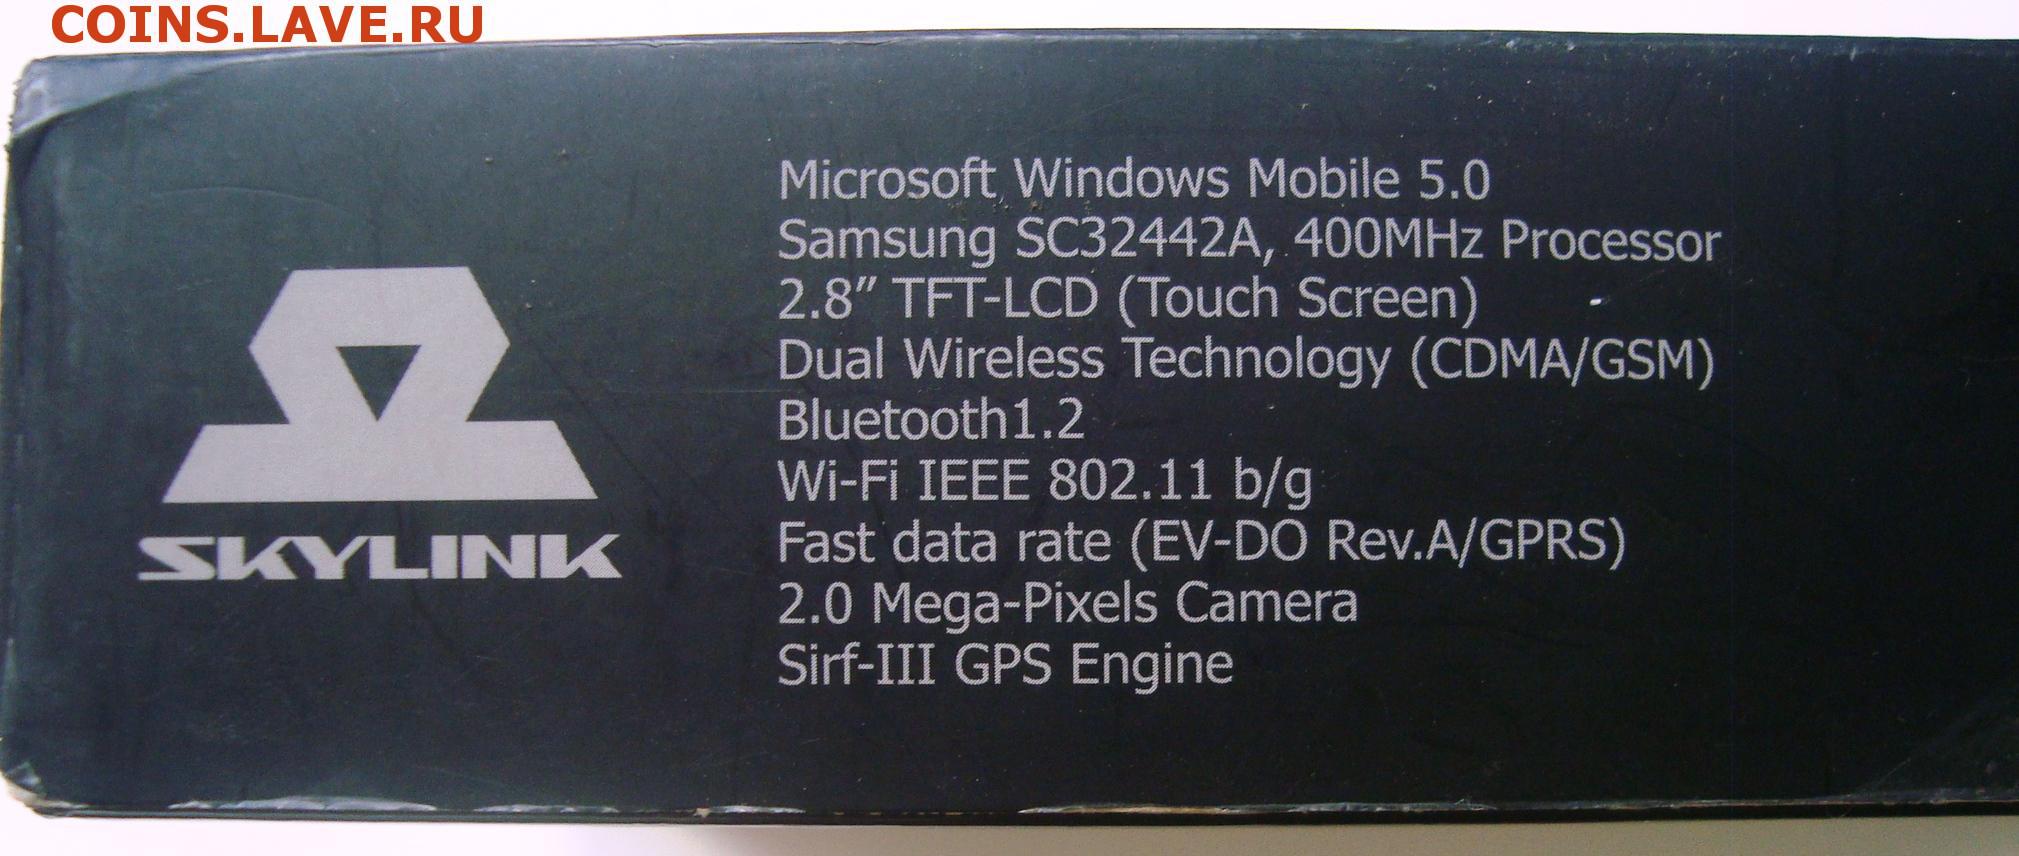 COINS.LAVE.RU
Microsoft Windows Mobile 5.0
Samsung SC32442A, 400MHz Processor
2.8” TFT-LCD (Touch Screen)
Dual Wireless Technology (CDMA/GSM)
Bluetooth1.2
Wi-Fi IEEE 802.11 b/g
Fast data rate (EV-DO Rev.A/GPRS)
2.0 Mega-Pixels Camera
Sirf-III GPS Engine
SKYLINK